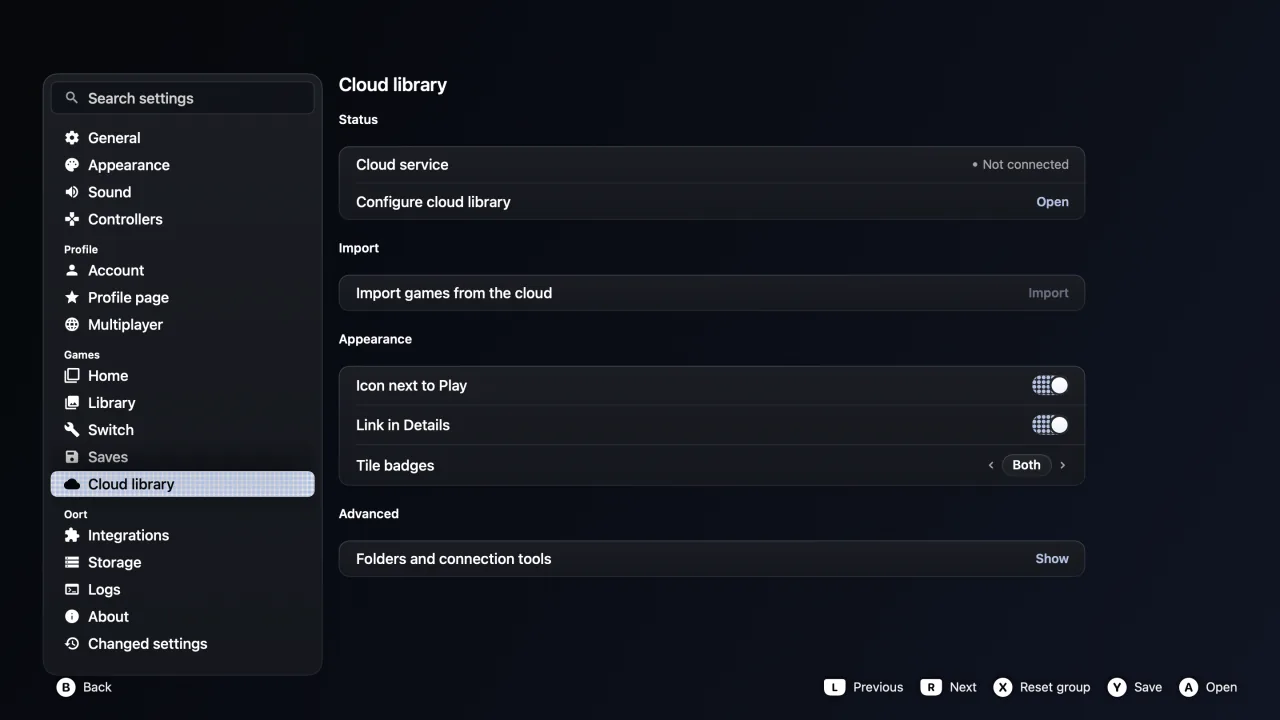 Search settings
General
Appearance
Sound
Controllers
Profile
Account
Profile page
Multiplayer
Games
Home
Library
Switch
Saves
Cloud library
Oort
Integrations
Storage
Logs
About
Changed settings
Cloud library
Status
Cloud service • Not connected
Configure cloud library Open
Import
Import games from the cloud Import
Appearance
Icon next to Play
Link in Details
Tile badges < Both >
Advanced
Folders and connection tools Show
B Back L Previous R Next X Reset group Y Save A Open